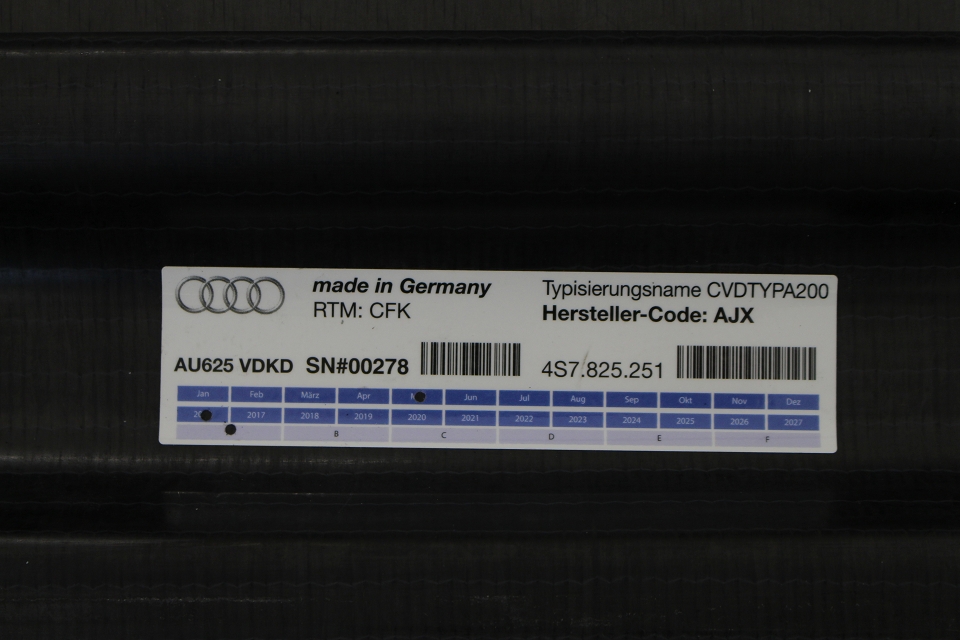 made in Germany
Typisierungsname CVDTYPA200
RTM: CFK
Hersteller-Code: AJX
AU625 VDKD SN#00278
4S7.825.251
Jan Feb März Apr Jun Jul Aug Sep Okt Nov Dez
2017 2018 2019 2020 2021 2022 2023 2024 2025 2026 2027
B C D E F